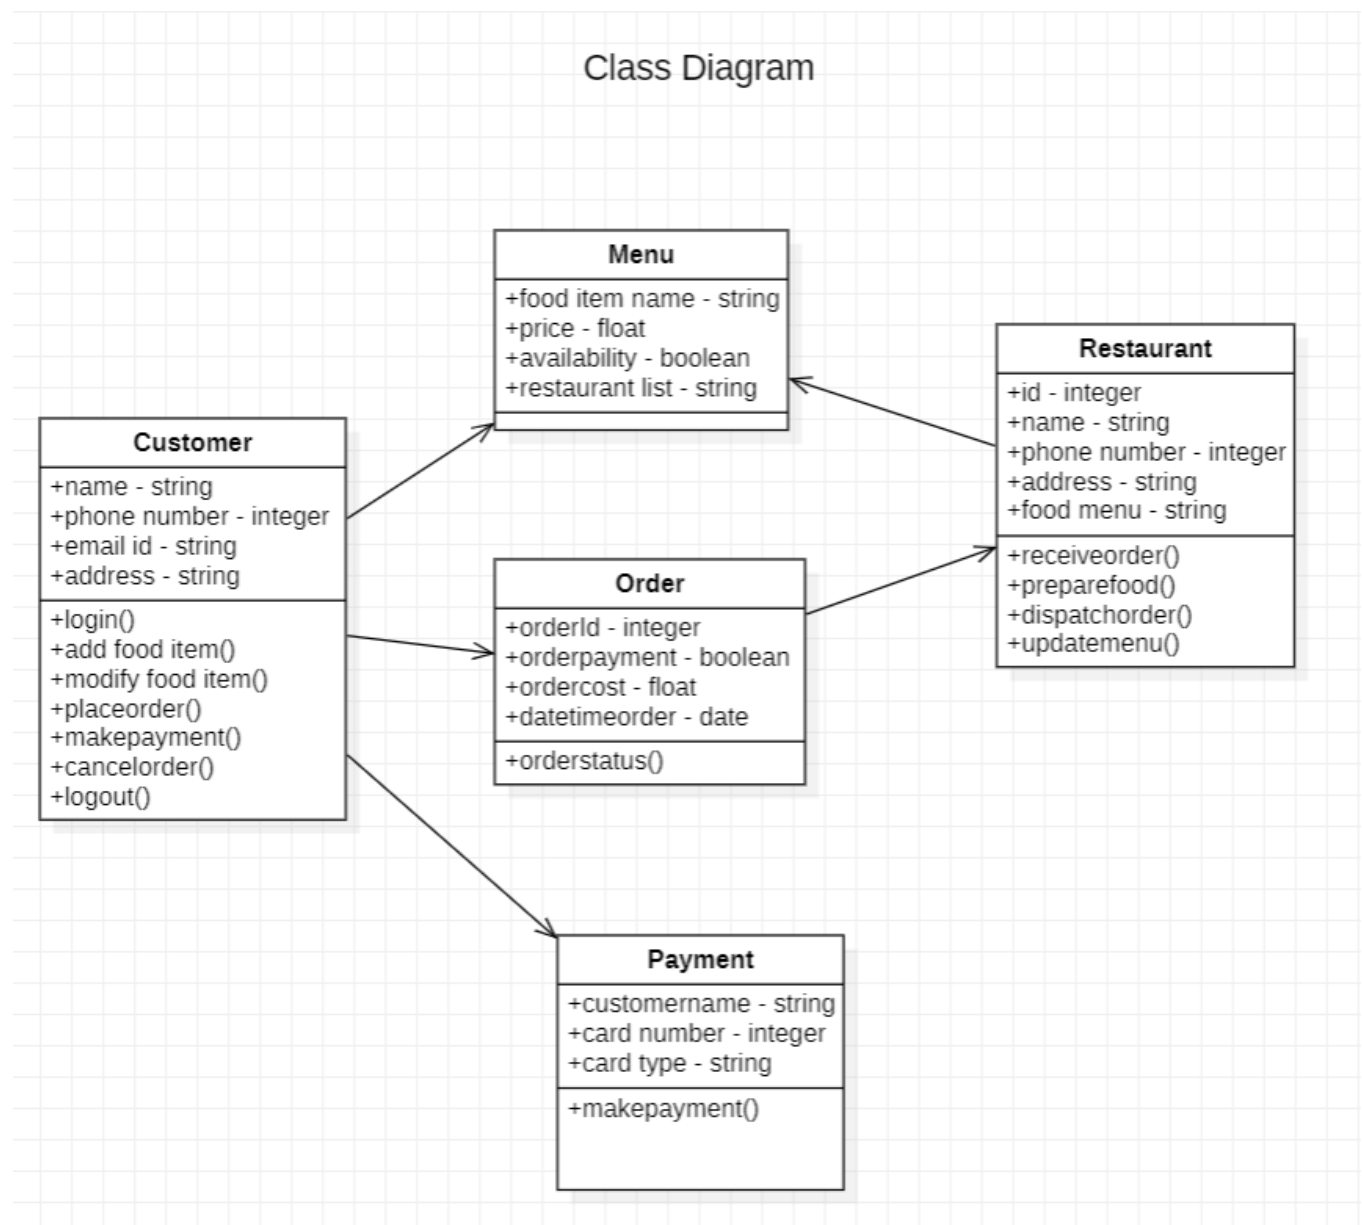 Class Diagram
Menu
+food item name - string
+price - float
+availability - boolean
+restaurant list - string
Restaurant
+id - integer
+name - string
+phone number - integer
+address - string
+food menu - string
+receiveorder()
+preparefood()
+dispatchorder()
+updatemenu()
Customer
+name - string
+phone number - integer
+email id - string
+address - string
+login()
+add food item()
+modify food item()
+placeorder()
+makepayment()
+cancelorder()
+logout()
Order
+orderId - integer
+orderpayment - boolean
+ordercost - float
+datetimeorder - date
+orderstatus()
Payment
+customername - string
+card number - integer
+card type - string
+makepayment()